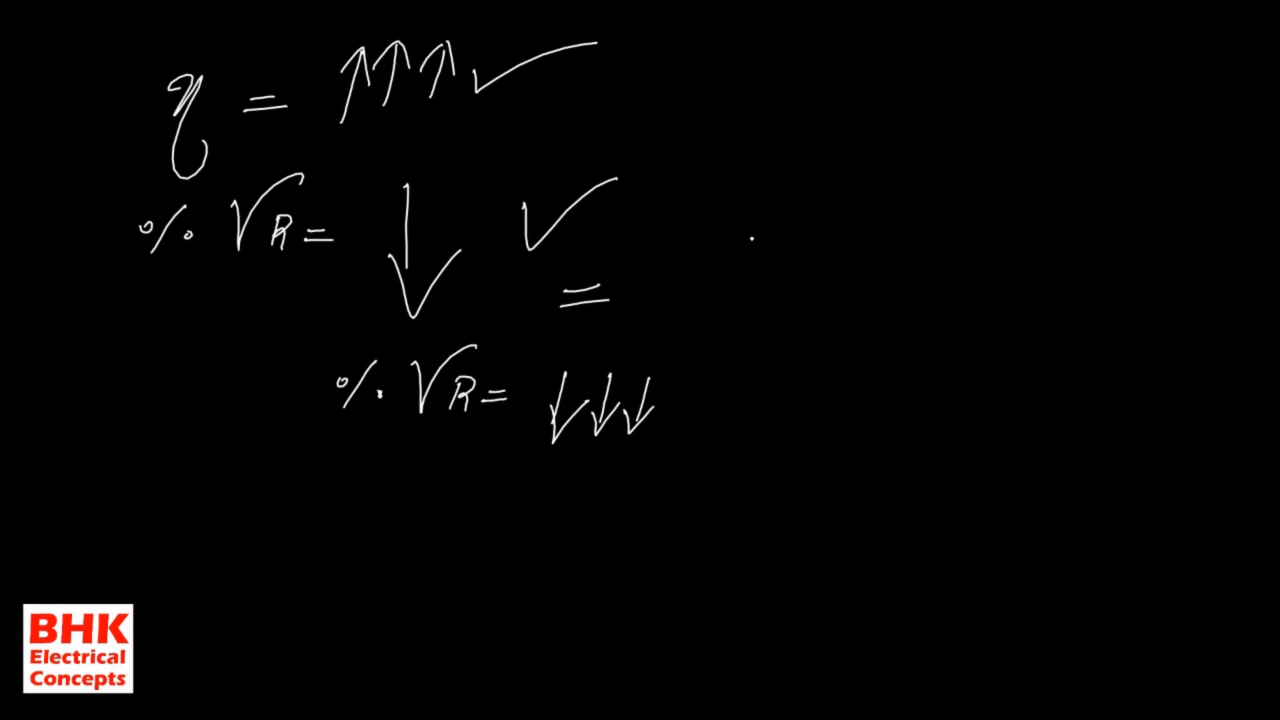 η = ↑↑↑ ✓
% VR = ↓ ✓
=
% VR = ↓↓↓
BHK
Electrical
Concepts